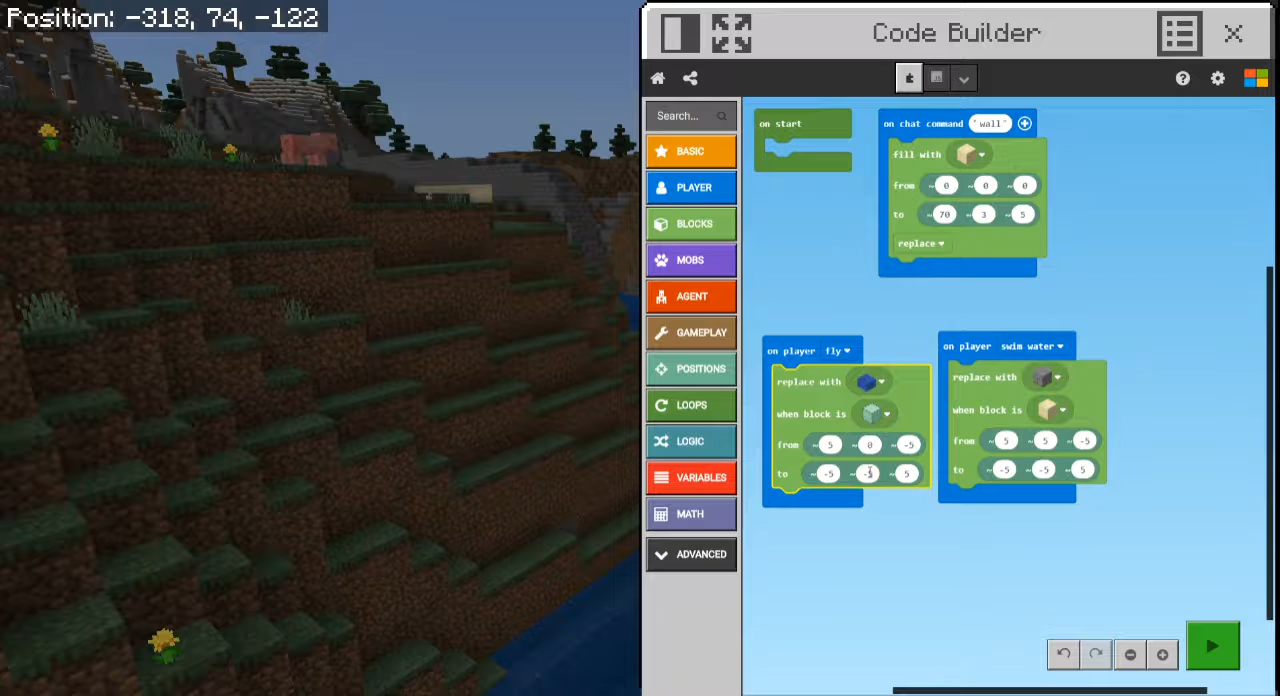 Position: -318, 74, -122
Code Builder
Search...
BASIC
PLAYER
BLOCKS
MOBS
AGENT
GAMEPLAY
POSITIONS
LOOPS
LOGIC
VARIABLES
MATH
ADVANCED
on start
on chat command "wall"
fill with
from ~0 ~0 ~0
to ~70 ~3 ~5
replace
on player fly
replace with
when block is
from ~5 ~0 ~-5
to ~-5 ~ ~5
on player swim water
replace with
when block is
from ~5 ~5 ~-5
to ~-5 ~-5 ~5